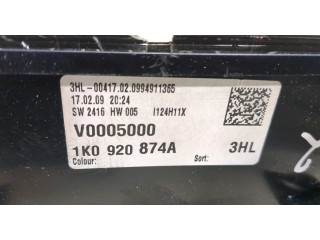 3HL-00417.02.0994911365
17.02.09 20:24
SW 2416 HW 005 I124H11X
V0005000
1K0 920 874A 3HL
Colour: Sort: